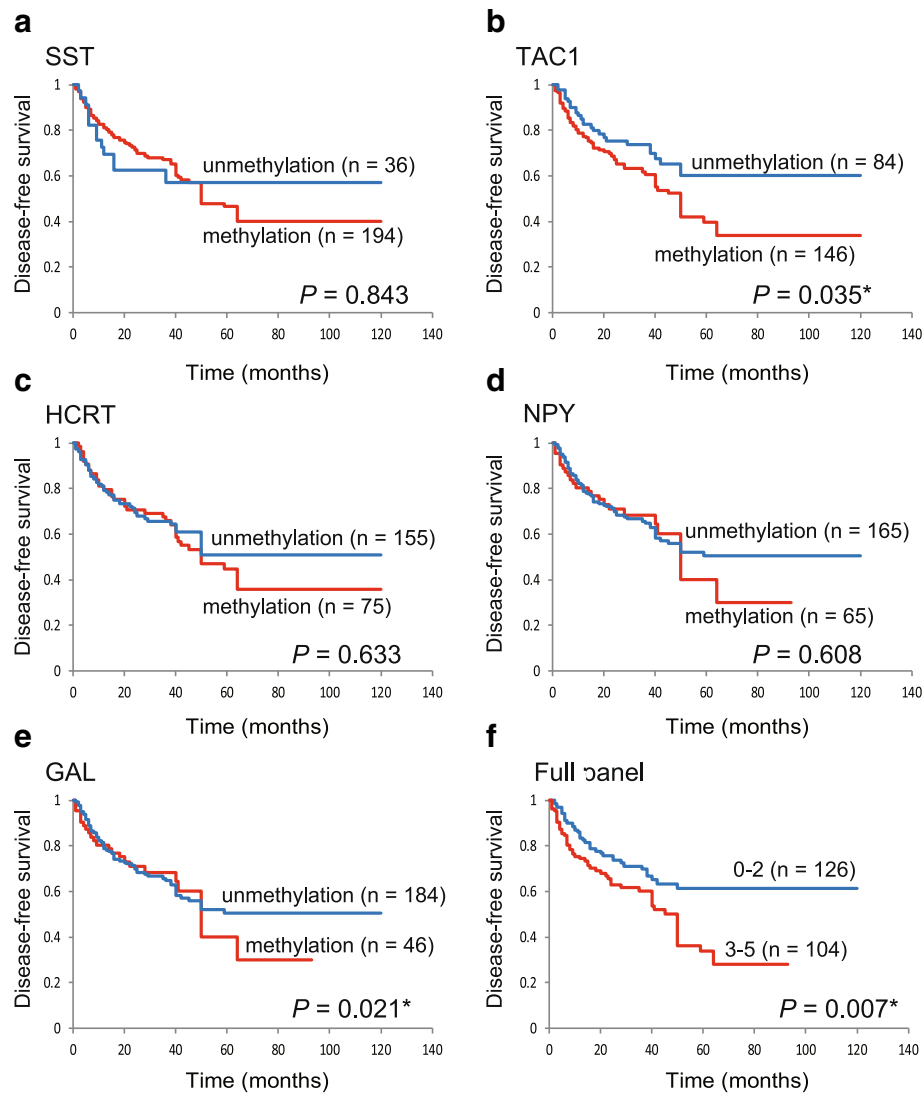 a
SST
Disease-free survival
1
0.8
0.6
0.4
0.2
0
unmethylation (n = 36)
methylation (n = 194)
P = 0.843
0 20 40 60 80 100 120 140
Time (months)
b
TAC1
Disease-free survival
1
0.8
0.6
0.4
0.2
0
unmethylation (n = 84)
methylation (n = 146)
P = 0.035*
0 20 40 60 80 100 120 140
Time (months)
c
HCRT
Disease-free survival
1
0.8
0.6
0.4
0.2
0
unmethylation (n = 155)
methylation (n = 75)
P = 0.633
0 20 40 60 80 100 120 140
Time (months)
d
NPY
Disease-free survival
1
0.8
0.6
0.4
0.2
0
unmethylation (n = 165)
methylation (n = 65)
P = 0.608
0 20 40 60 80 100 120 140
Time (months)
e
GAL
Disease-free survival
1
0.8
0.6
0.4
0.2
0
unmethylation (n = 184)
methylation (n = 46)
P = 0.021*
0 20 40 60 80 100 120 140
Time (months)
f
Full panel
Disease-free survival
1
0.8
0.6
0.4
0.2
0
0-2 (n = 126)
3-5 (n = 104)
P = 0.007*
0 20 40 60 80 100 120 140
Time (months)